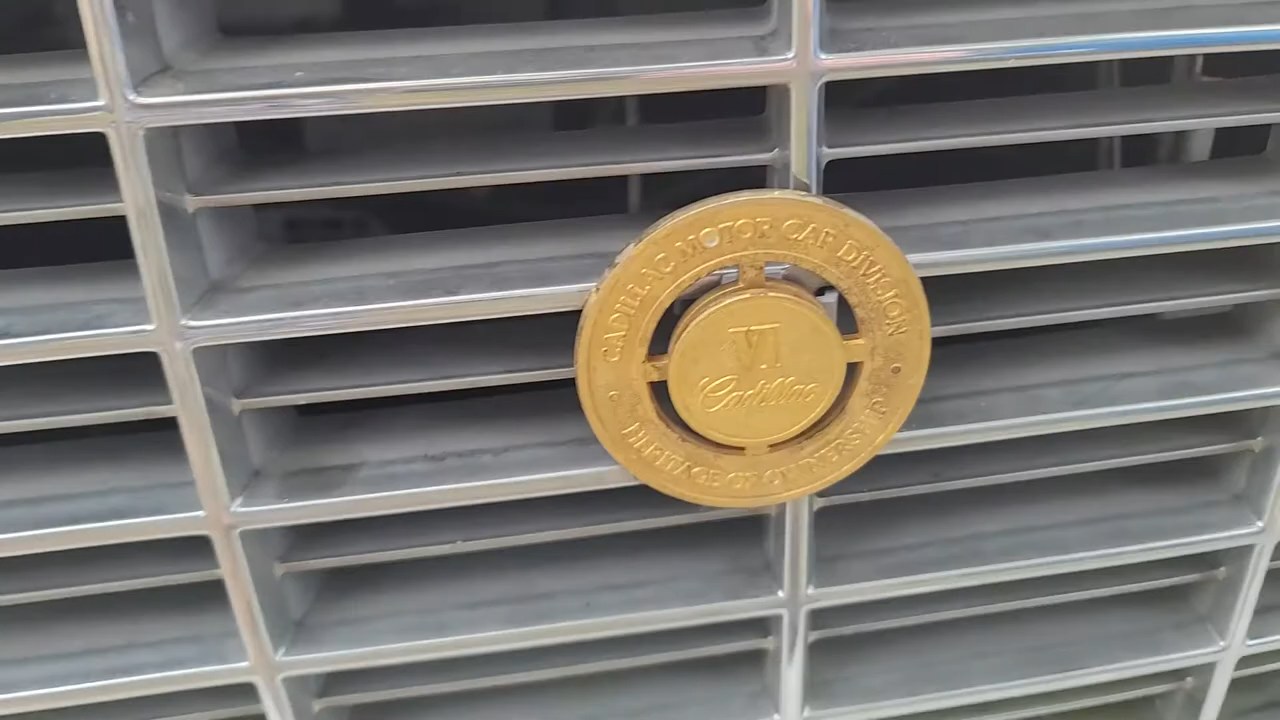 CADILLAC MOTOR CAR DIVISION
VI
Cadillac
HERITAGE OF OWNERSHIP